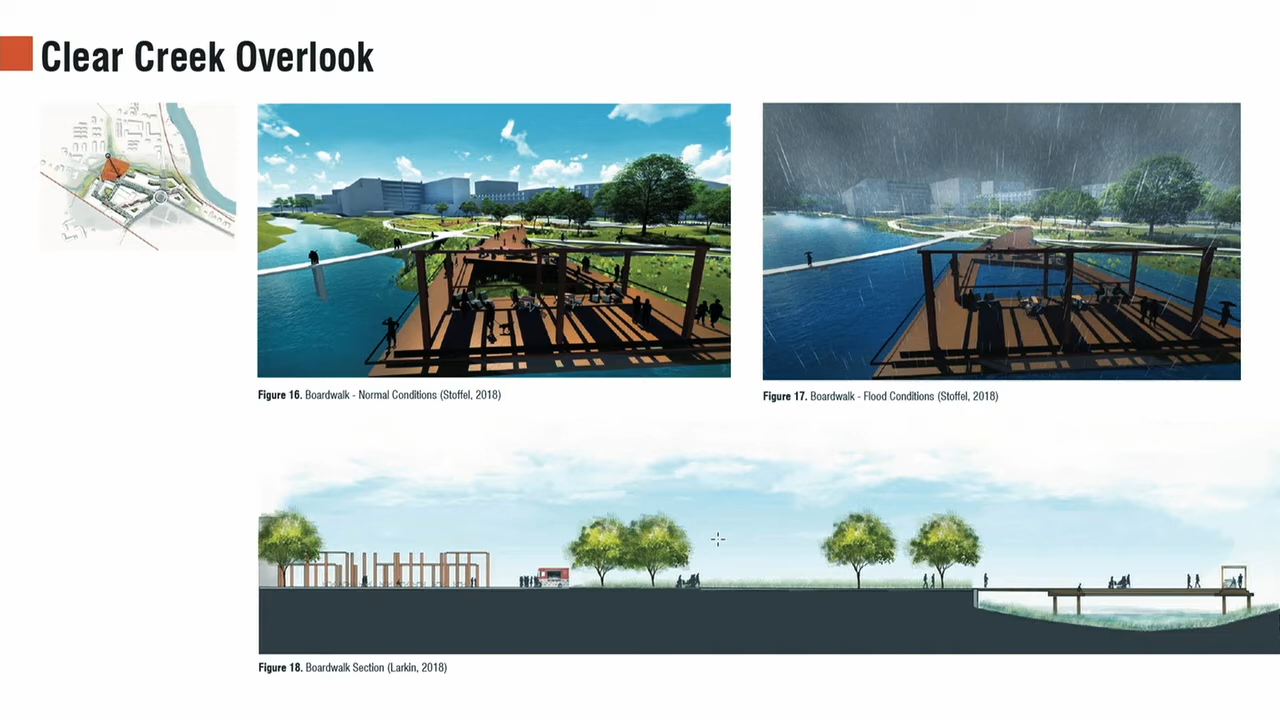 Clear Creek Overlook
Figure 16. Boardwalk - Normal Conditions (Stoffel, 2018)
Figure 17. Boardwalk - Flood Conditions (Stoffel, 2018)
Figure 18. Boardwalk Section (Larkin, 2018)